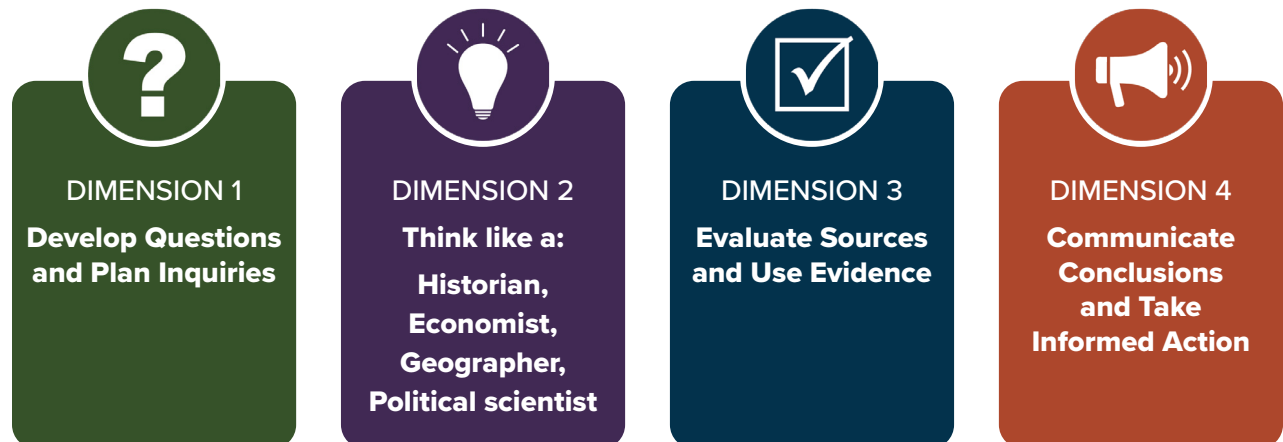 ?
DIMENSION 1
Develop Questions
and Plan Inquiries
DIMENSION 2
Think like a:
Historian,
Economist,
Geographer,
Political scientist
DIMENSION 3
Evaluate Sources
and Use Evidence
DIMENSION 4
Communicate
Conclusions
and Take
Informed Action